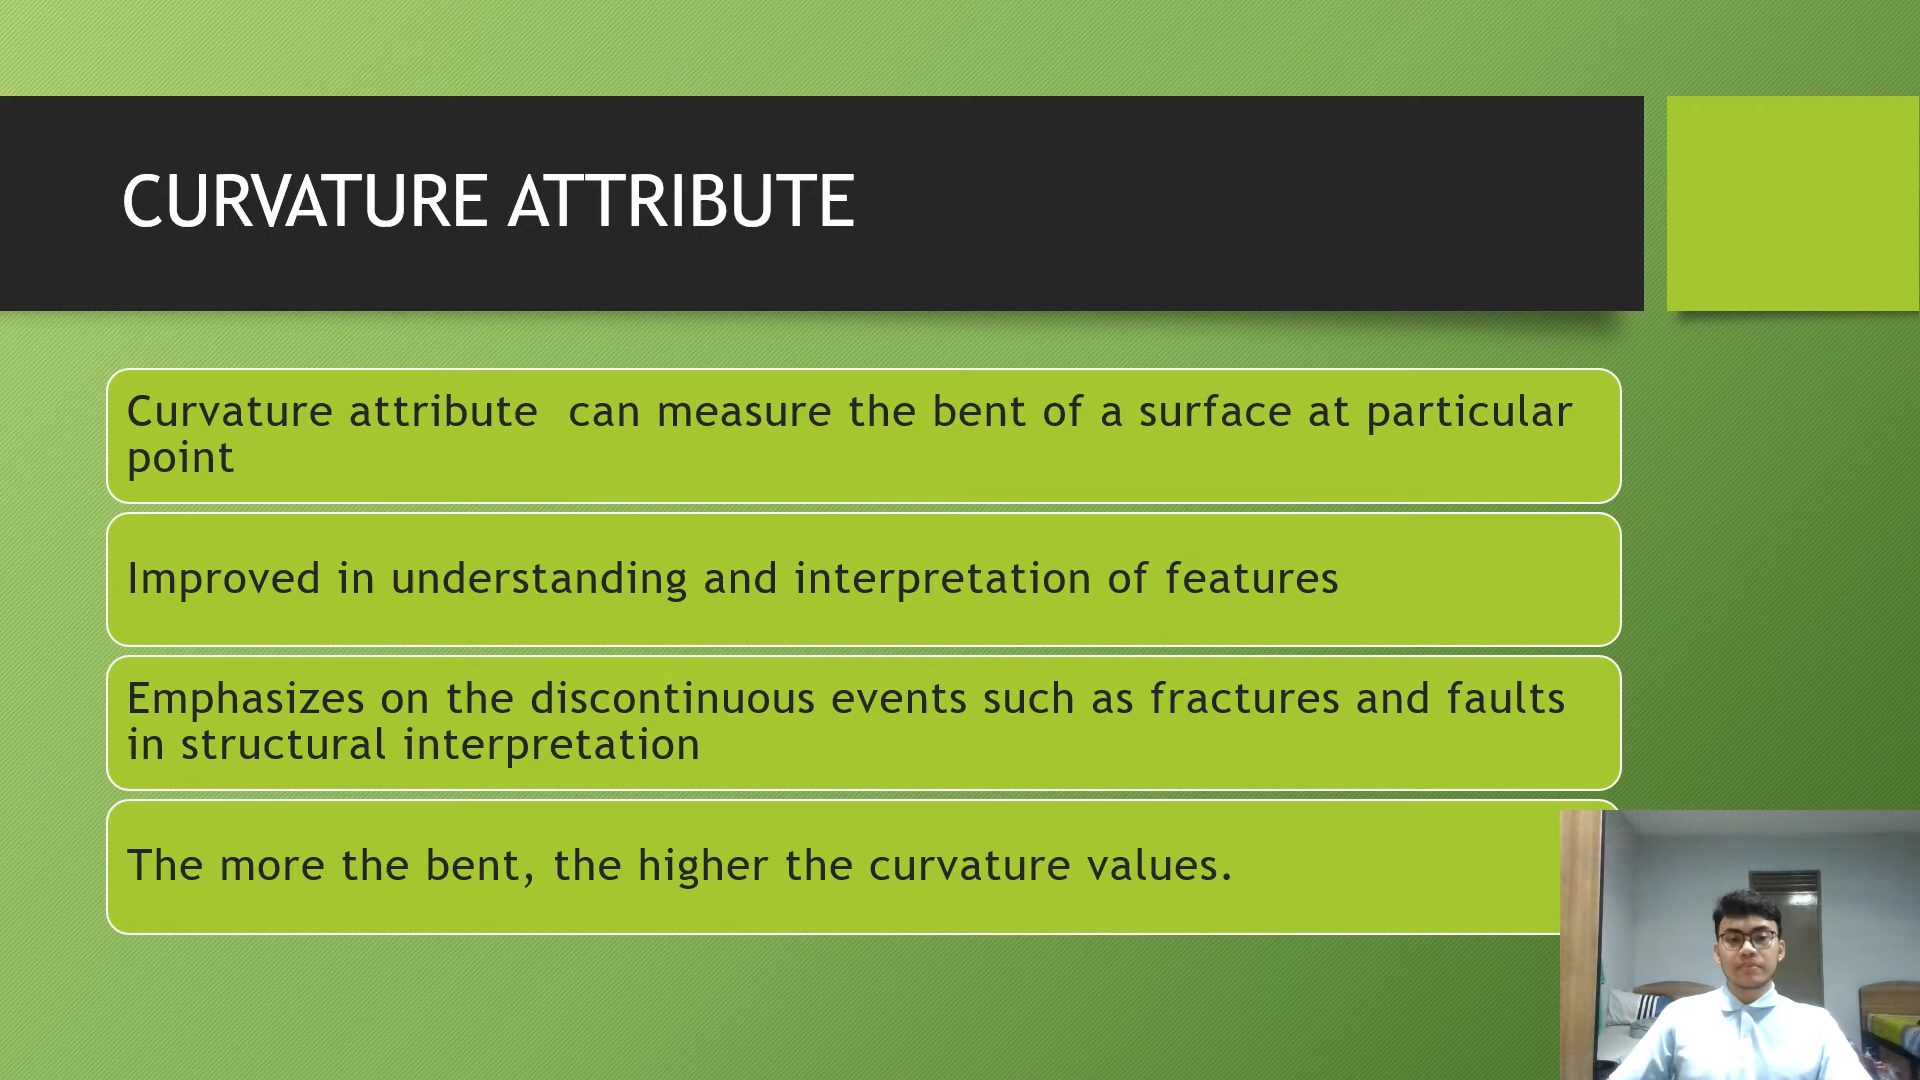 CURVATURE ATTRIBUTE
Curvature attribute  can measure the bent of a surface at particular
point
Improved in understanding and interpretation of features
Emphasizes on the discontinuous events such as fractures and faults
in structural interpretation
The more the bent, the higher the curvature values.